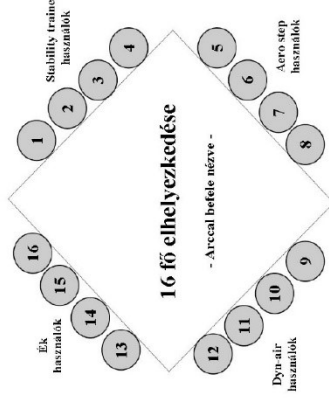 Ék
használók
13
14
15
16
1
2
3
4
Stability traine
használók
16 fő elhelyezkedése
- Arccal befele nézve -
12
11
10
9
8
7
6
5
Dyn-air
használók
Aero step
használók